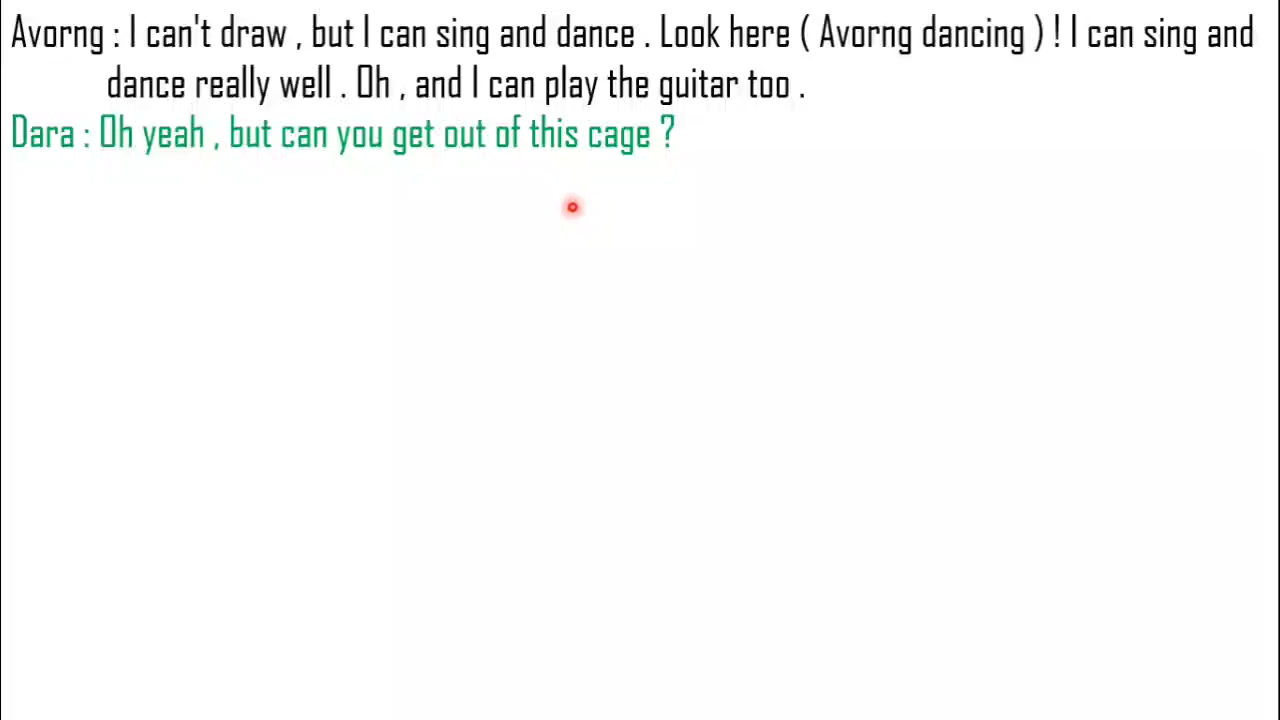 Avorng : I can't draw , but I can sing and dance . Look here ( Avorng dancing ) ! I can sing and
dance really well . Oh , and I can play the guitar too .
Dara : Oh yeah , but can you get out of this cage ?